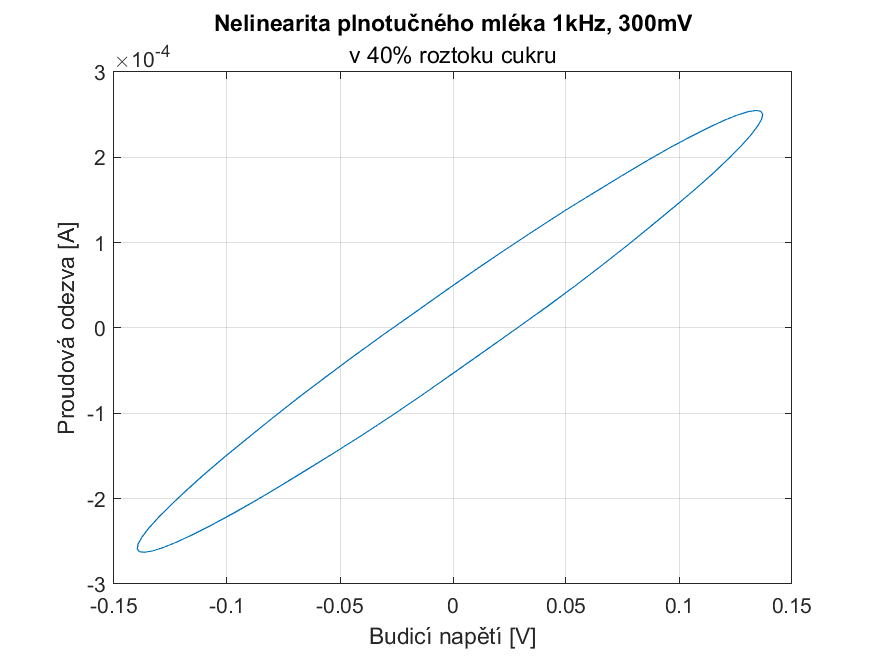 Nelinearita plnotučného mléka 1kHz, 300mV
v 40% roztoku cukru
×10-4
3
2
1
0
-1
-2
-3
-0.15 -0.1 -0.05 0 0.05 0.1 0.15
Proudová odezva [A]
Budicí napětí [V]